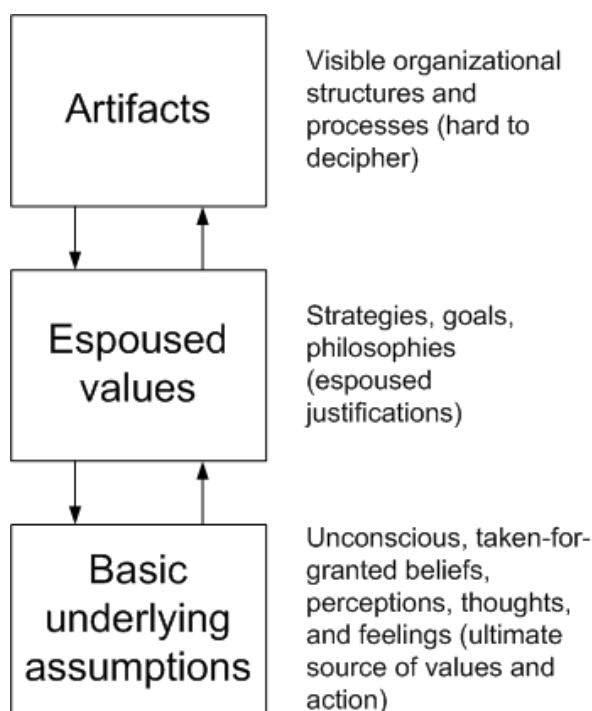 Artifacts
Visible organizational
structures and
processes (hard to
decipher)
Espoused
values
Strategies, goals,
philosophies
(espoused
justifications)
Basic
underlying
assumptions
Unconscious, taken-for-
granted beliefs,
perceptions, thoughts,
and feelings (ultimate
source of values and
action)